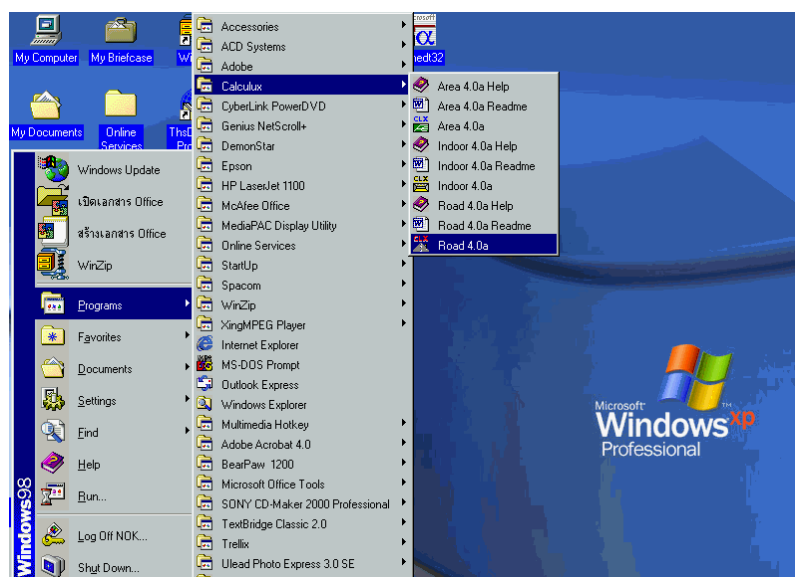 My Computer
My Briefcase
My Documents
Online
Services
Windows98
Windows Update
เปิดเอกสาร Office
สร้างเอกสาร Office
WinZip
Programs
Favorites
Documents
Settings
Find
Help
Run...
Log Off NOK...
Shut Down...
Accessories
ACD Systems
Adobe
Calculux
CyberLink PowerDVD
Genius NetScroll+
DemonStar
Epson
HP LaserJet 1100
McAfee Office
MediaPAC Display Utility
Online Services
StartUp
Spacom
WinZip
XingMPEG Player
Internet Explorer
MS-DOS Prompt
Outlook Express
Windows Explorer
Multimedia Hotkey
Adobe Acrobat 4.0
BearPaw 1200
Microsoft Office Tools
SONY CD-Maker 2000 Professional
TextBridge Classic 2.0
Trellix
Ulead Photo Express 3.0 SE
nedt32
Area 4.0a Help
Area 4.0a Readme
Area 4.0a
Indoor 4.0a Help
Indoor 4.0a Readme
Indoor 4.0a
Road 4.0a Help
Road 4.0a Readme
Road 4.0a
Microsoft
Windows xp
Professional